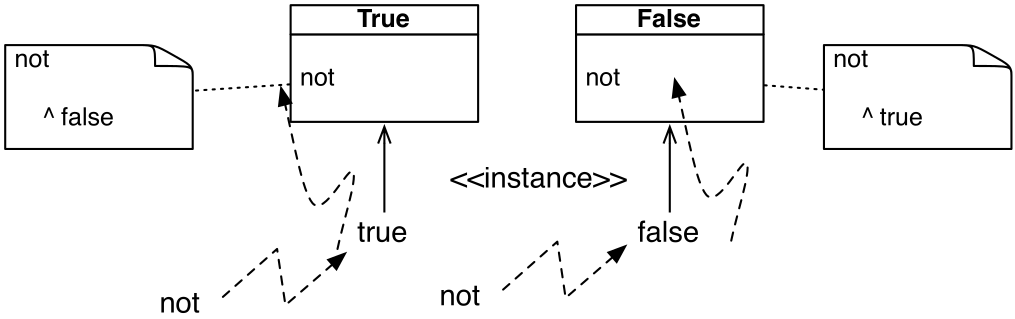 True
False
not
not
not
not
^ false
^ true
<<instance>>
true
false
not
not